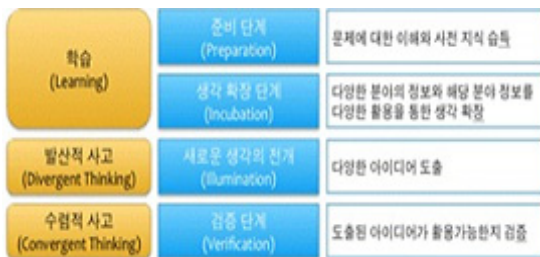 학습
(Learning)
준비 단계
(Preparation)
문제에 대한 이해와 사전 지식 습득
생각 확장 단계
(Incubation)
다양한 분야의 정보와 해당 분야 정보를
다양한 활용을 통한 생각 확장
발산적 사고
(Divergent Thinking)
새로운 생각의 전개
(Illumination)
다양한 아이디어 도출
수렴적 사고
(Convergent Thinking)
검증 단계
(Verification)
도출된 아이디어가 활용가능한지 검증